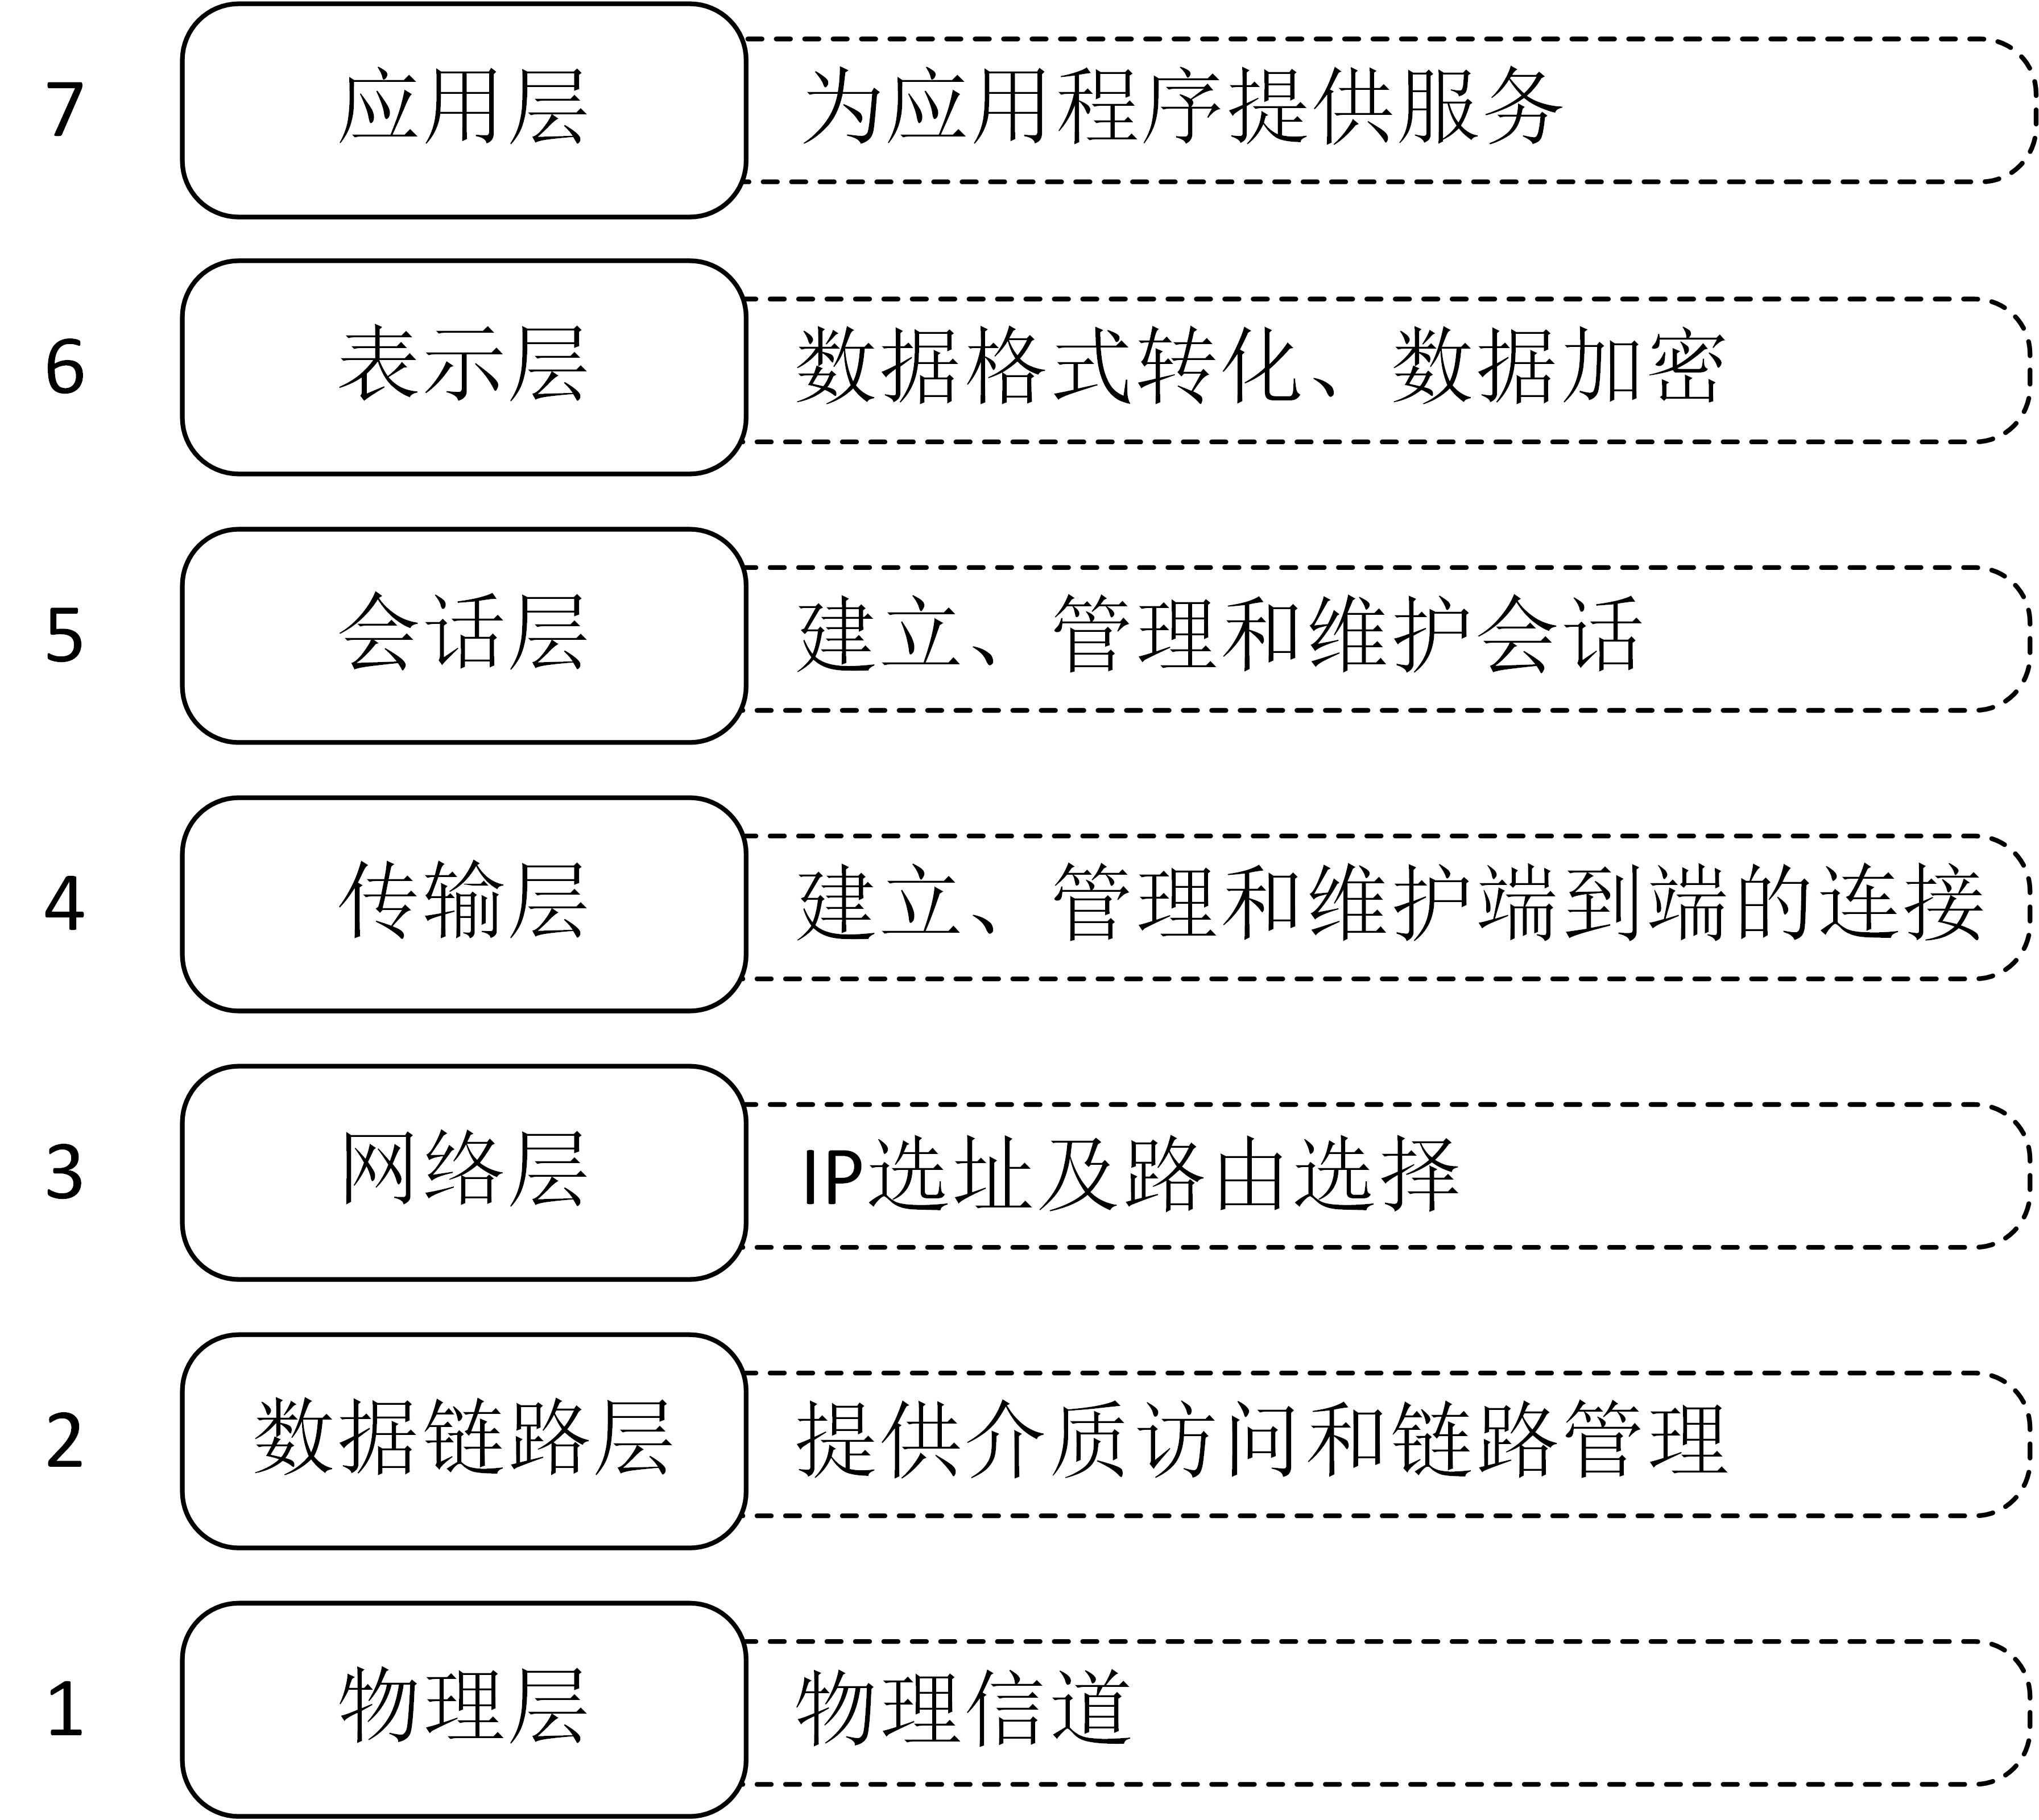 7 应用层 为应用程序提供服务
6 表示层 数据格式转化、数据加密
5 会话层 建立、管理和维护会话
4 传输层 建立、管理和维护端到端的连接
3 网络层 IP选址及路由选择
2 数据链路层 提供介质访问和链路管理
1 物理层 物理信道